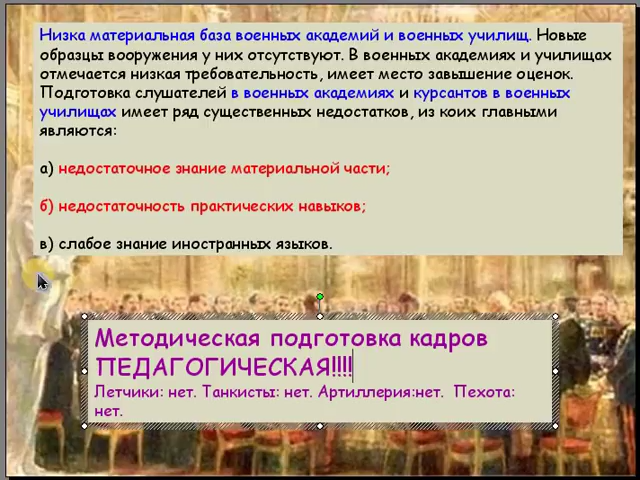 Низка материальная база военных академий и военных училищ. Новые
образцы вооружения у них отсутствуют. В военных академиях и училищах
отмечается низкая требовательность, имеет место завышение оценок.
Подготовка слушателей в военных академиях и курсантов в военных
училищах имеет ряд существенных недостатков, из коих главными
являются:
а) недостаточное знание материальной части;
б) недостаточность практических навыков;
в) слабое знание иностранных языков.
Методическая подготовка кадров
ПЕДАГОГИЧЕСКАЯ!!!!
Летчики: нет. Танкисты: нет. Артиллерия:нет. Пехота:
нет.